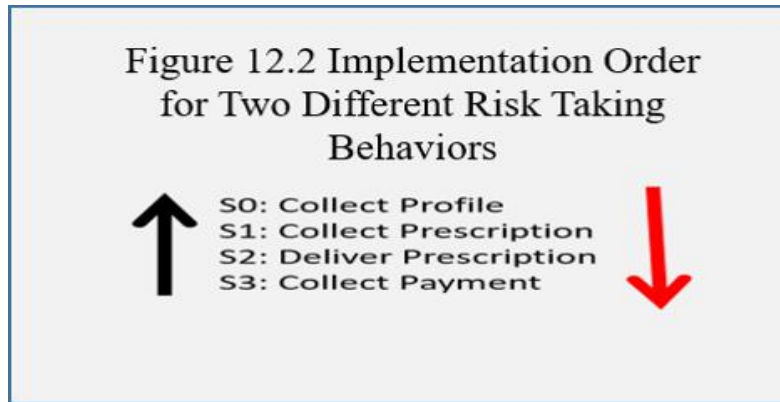 Figure 12.2 Implementation Order
for Two Different Risk Taking
Behaviors
S0: Collect Profile
S1: Collect Prescription
S2: Deliver Prescription
S3: Collect Payment